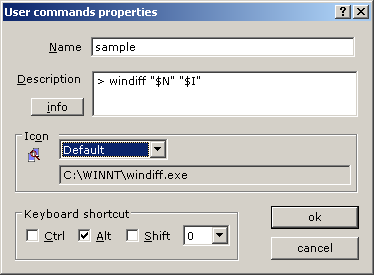 User commands properties
Name
sample
Description
> windiff "$N" "$I"
info
Icon
Default
C:\WINNT\windiff.exe
Keyboard shortcut
Ctrl Alt Shift 0
ok
cancel